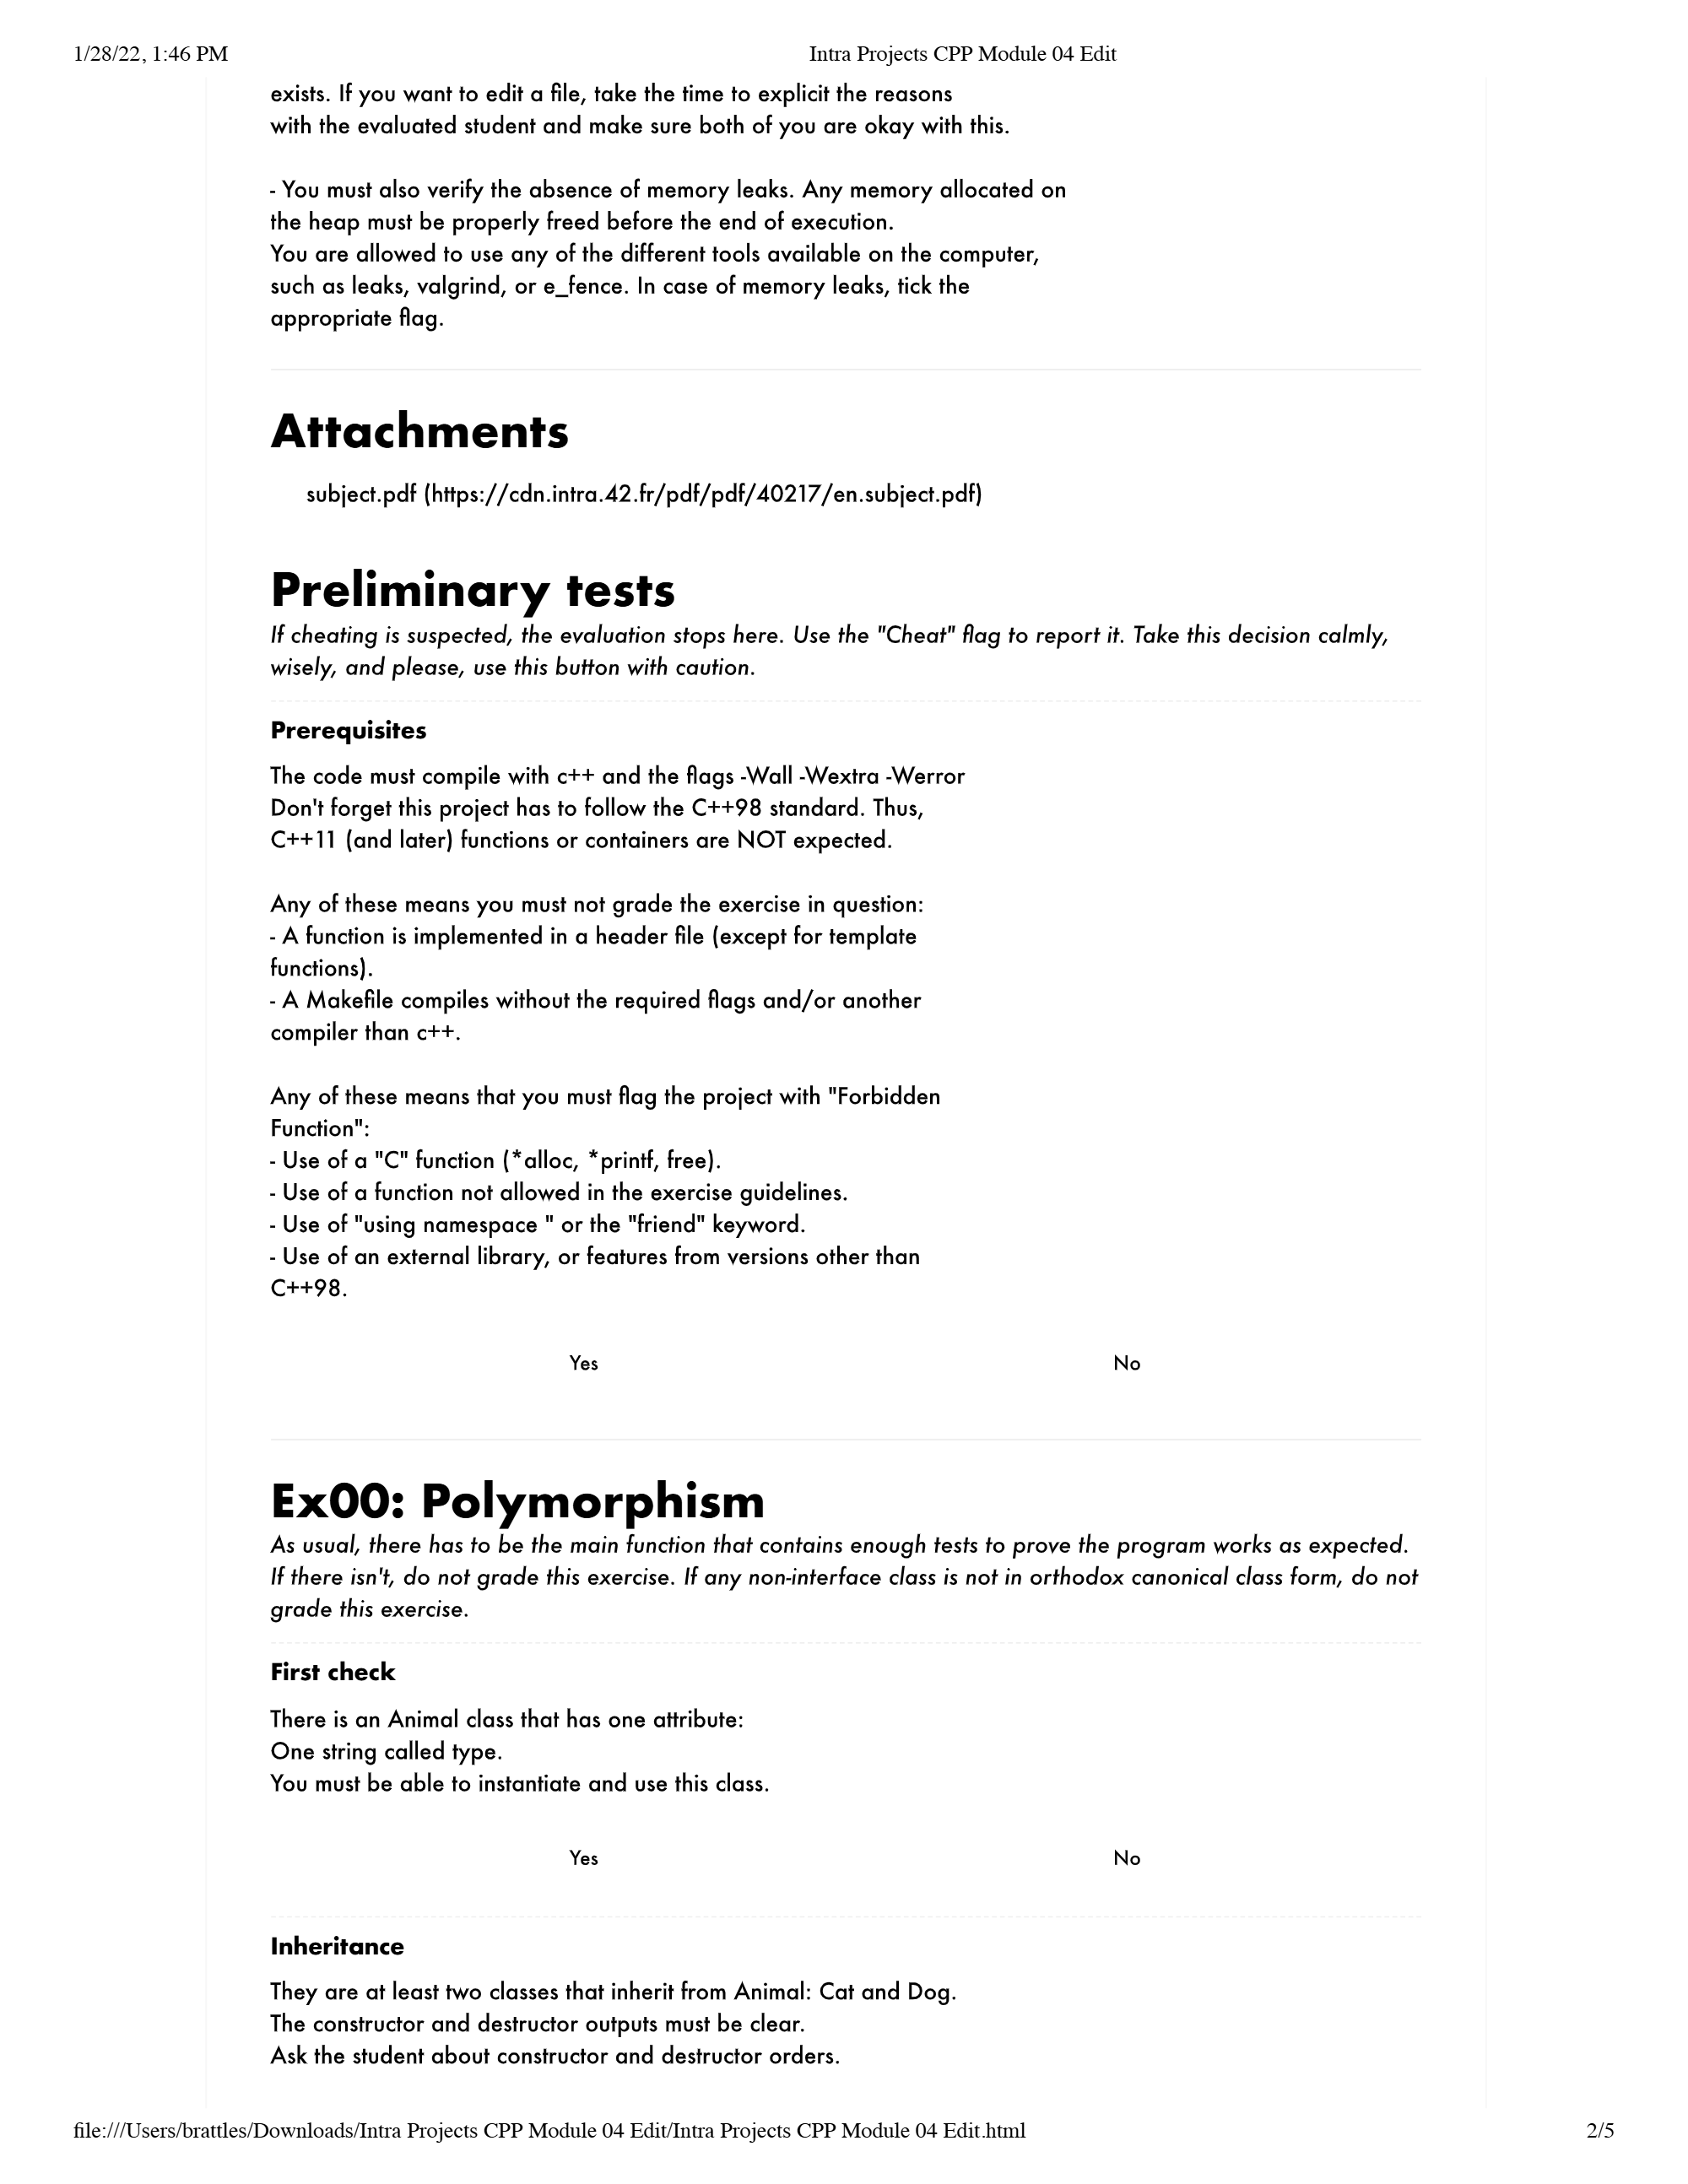 1/28/22, 1:46 PM
Intra Projects CPP Module 04 Edit
exists. If you want to edit a file, take the time to explicit the reasons
with the evaluated student and make sure both of you are okay with this.
- You must also verify the absence of memory leaks. Any memory allocated on
the heap must be properly freed before the end of execution.
You are allowed to use any of the different tools available on the computer,
such as leaks, valgrind, or e_fence. In case of memory leaks, tick the
appropriate flag.
Attachments
subject.pdf (https://cdn.intra.42.fr/pdf/pdf/40217/en.subject.pdf)
Preliminary tests
If cheating is suspected, the evaluation stops here. Use the "Cheat" flag to report it. Take this decision calmly,
wisely, and please, use this button with caution.
Prerequisites
The code must compile with c++ and the flags -Wall -Wextra -Werror
Don't forget this project has to follow the C++98 standard. Thus,
C++11 (and later) functions or containers are NOT expected.
Any of these means you must not grade the exercise in question:
- A function is implemented in a header file (except for template
functions).
- A Makefile compiles without the required flags and/or another
compiler than c++.
Any of these means that you must flag the project with "Forbidden
Function":
- Use of a "C" function (*alloc, *printf, free).
- Use of a function not allowed in the exercise guidelines.
- Use of "using namespace " or the "friend" keyword.
- Use of an external library, or features from versions other than
C++98.
Yes
No
Ex00: Polymorphism
As usual, there has to be the main function that contains enough tests to prove the program works as expected.
If there isn't, do not grade this exercise. If any non-interface class is not in orthodox canonical class form, do not
grade this exercise.
First check
There is an Animal class that has one attribute:
One string called type.
You must be able to instantiate and use this class.
Yes
No
Inheritance
They are at least two classes that inherit from Animal: Cat and Dog.
The constructor and destructor outputs must be clear.
Ask the student about constructor and destructor orders.
file:///Users/brattles/Downloads/Intra Projects CPP Module 04 Edit/Intra Projects CPP Module 04 Edit.html
2/5